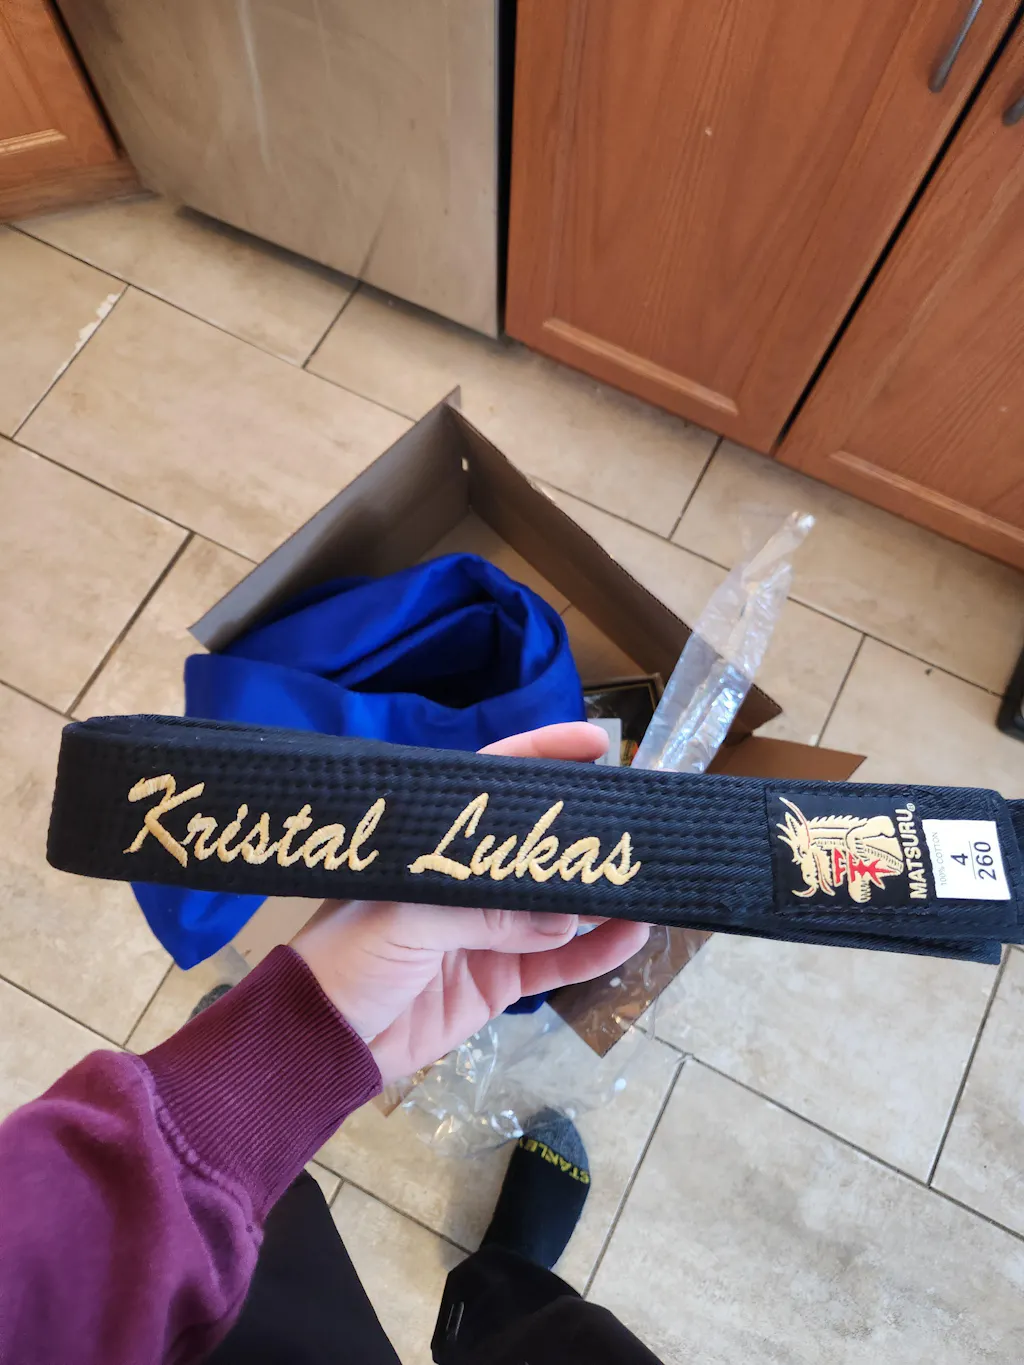 Kristal Lukas
MATSURU®
100% COTTON
4
260
STANLEY